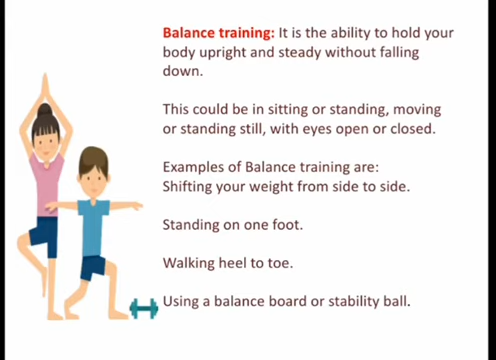 Balance training: It is the ability to hold your
body upright and steady without falling
down.
This could be in sitting or standing, moving
or standing still, with eyes open or closed.
Examples of Balance training are:
Shifting your weight from side to side.
Standing on one foot.
Walking heel to toe.
Using a balance board or stability ball.